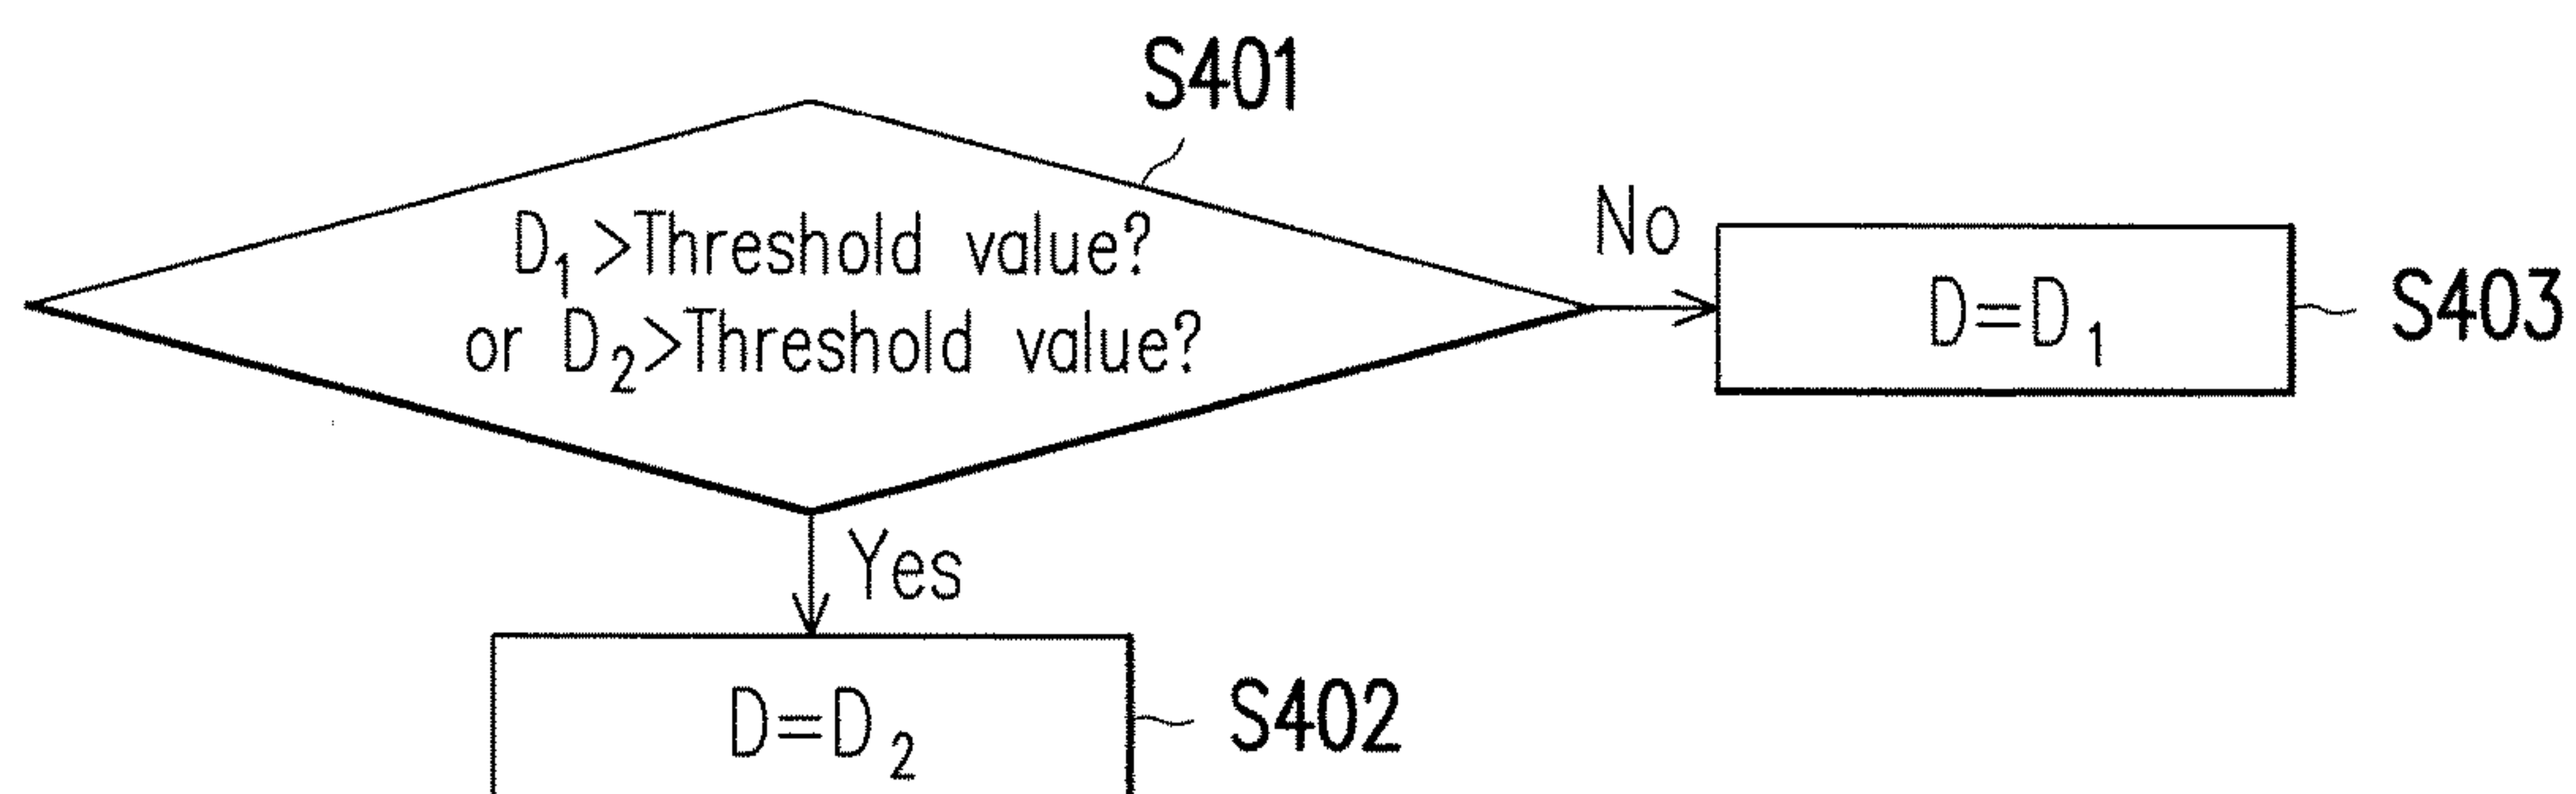 S401
D₁>Threshold value?
or D₂>Threshold value?
No
D=D₁
S403
Yes
D=D₂
S402